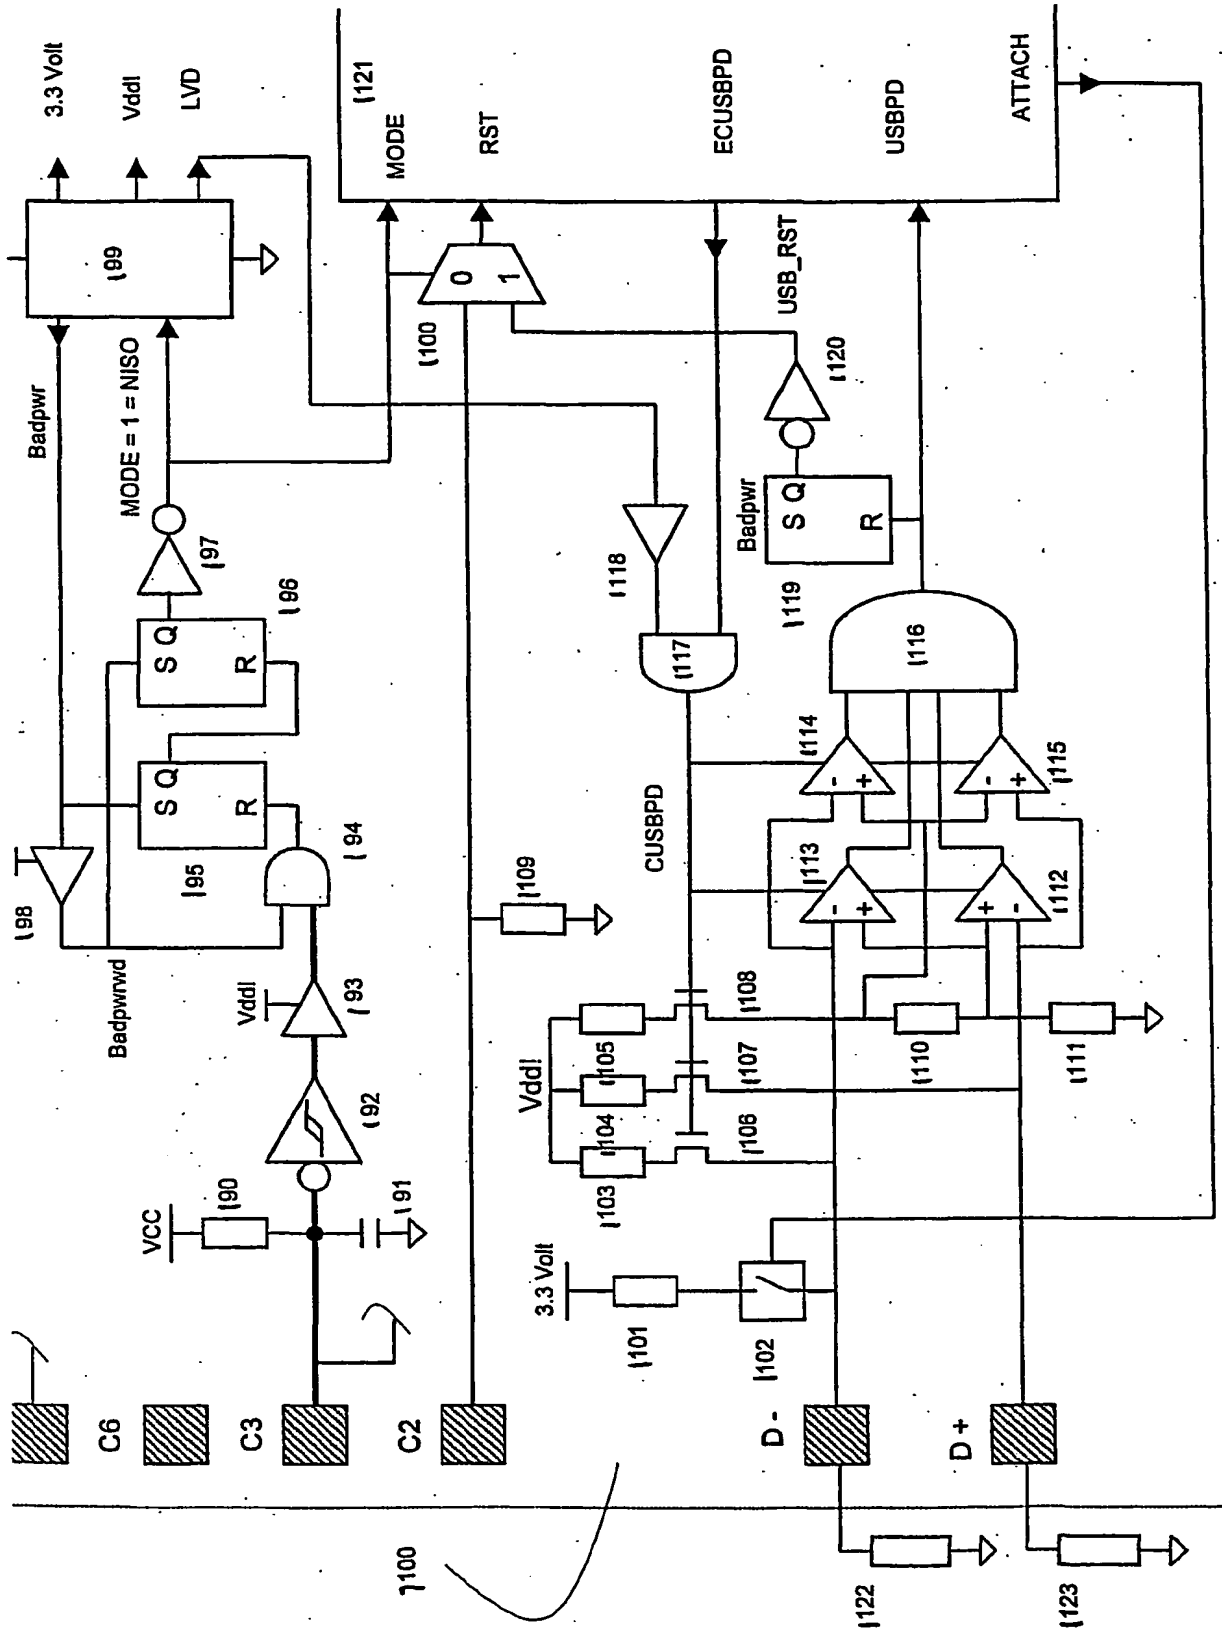 3.3 Volt
Vddl
LVD
Badpwr
MODE = 1 = NISO
99
121
MODE
RST
0
1
100
ECUSBPD
USB_RST
USBPD
ATTACH
S Q
R
96
97
S Q
R
95
94
98
Badpwrwd
Vddl
93
92
VCC
90
91
109
118
117
120
Badpwr
S Q
R
119
116
CUSBPD
114
- +
- +
115
113
- +
+ -
112
Vddl
105
104
103
108
107
106
110
111
3.3 Volt
101
102
C6
C3
C2
D -
D +
100
122
123